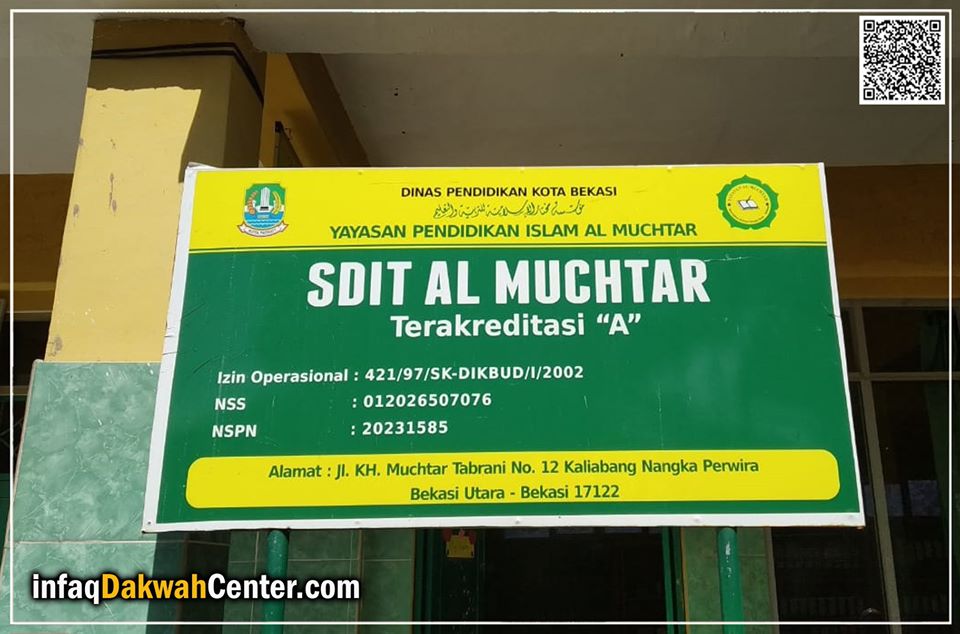 DINAS PENDIDIKAN KOTA BEKASI
YAYASAN PENDIDIKAN ISLAM AL MUCHTAR
SDIT AL MUCHTAR
Terakreditasi “A”
Izin Operasional : 421/97/SK-DIKBUD/I/2002
NSS : 012026507076
NSPN : 20231585
Alamat : Jl. KH. Muchtar Tabrani No. 12 Kaliabang Nangka Perwira
Bekasi Utara - Bekasi 17122
infaqDakwahCenter.com